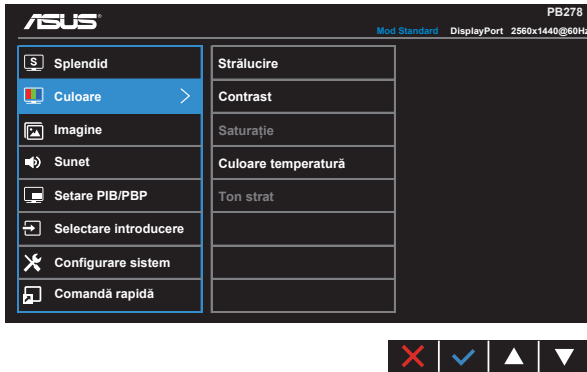 ASUS
PB278
Mod Standard DisplayPort 2560x1440@60Hz
S Splendid
Culoare
Imagine
Sunet
Setare PIB/PBP
Selectare introducere
Configurare sistem
Comandă rapidă
Strălucire
Contrast
Saturație
Culoare temperatură
Ton strat